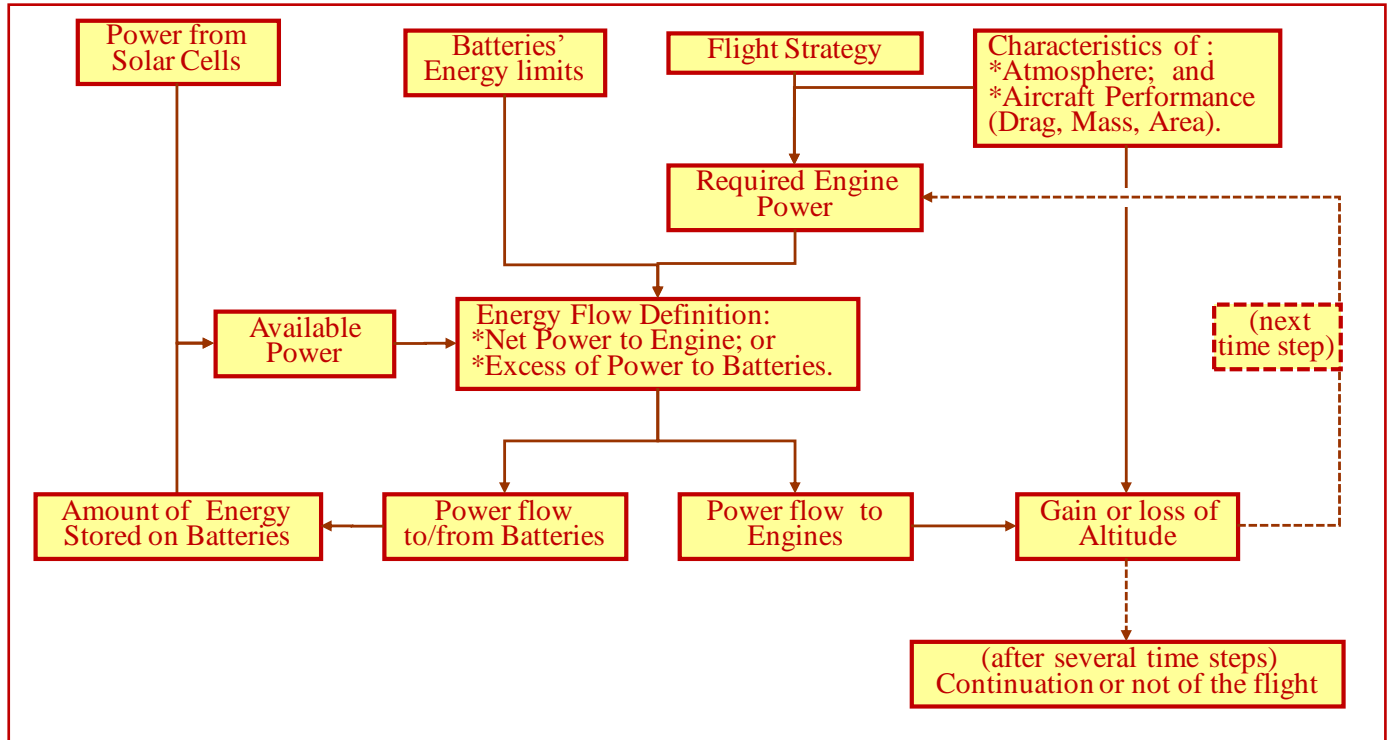 Power from
Solar Cells
Batteries’
Energy limits
Flight Strategy
Characteristics of :
*Atmosphere; and
*Aircraft Performance
(Drag, Mass, Area).
Required Engine
Power
Available
Power
Energy Flow Definition:
*Net Power to Engine; or
*Excess of Power to Batteries.
(next
time step)
Amount of Energy
Stored on Batteries
Power flow
to/from Batteries
Power flow to
Engines
Gain or loss of
Altitude
(after several time steps)
Continuation or not of the flight